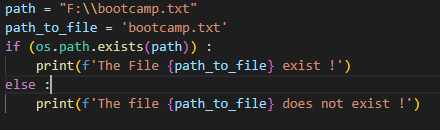 path = "F:\\bootcamp.txt"
path_to_file = 'bootcamp.txt'
if (os.path.exists(path)) :
    print(f'The File {path_to_file} exist !')
else :
    print(f'The file {path_to_file} does not exist !')